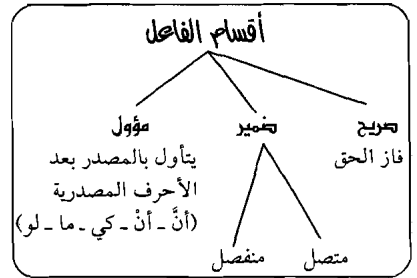 أقسام الفاعل
صريح ضمير مؤول
فاز الحق
يتأول بالمصدر بعد
الأحرف المصدرية
(أنَّ ـ أنْ ـ كي ـ ما ـ لو)
متصل منفصل